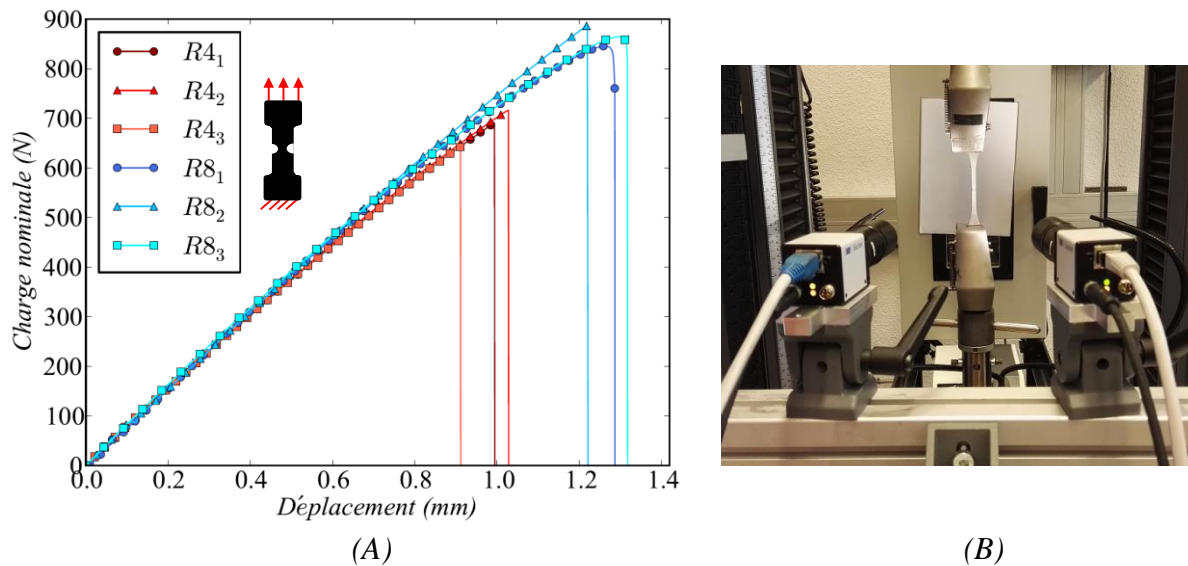 900
800
700
600
500
400
300
200
100
0
Charge nominale (N)
R4₁
R4₂
R4₃
R8₁
R8₂
R8₃
0.0 0.2 0.4 0.6 0.8 1.0 1.2 1.4
Déplacement (mm)
(A) (B)